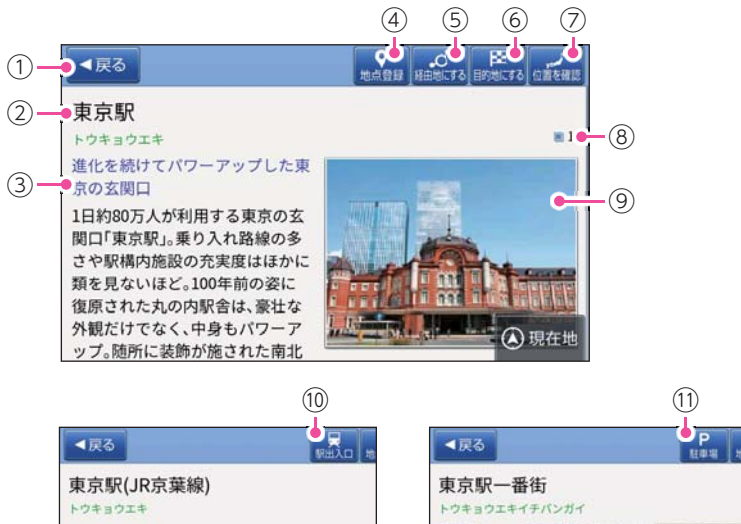 ④ ⑤ ⑥ ⑦
① ◀戻る 地点登録 経由地にする 目的地にする 位置を確認
② 東京駅
トウキョウエキ
1 ⑧
③ 進化を続けてパワーアップした東
京の玄関口
⑨
1日約80万人が利用する東京の玄
関口「東京駅」。乗り入れ路線の多
さや駅構内施設の充実度はほかに
類を見ないほど。100年前の姿に
復原された丸の内駅舎は、豪壮な
外観だけでなく、中身もパワーア
ップ。随所に装飾が施された南北
現在地
⑩
◀戻る 駅出入口 地
東京駅(JR京葉線)
トウキョウエキ
⑪
◀戻る P 駐車場 地
東京駅一番街
トウキョウエキイチバンガイ